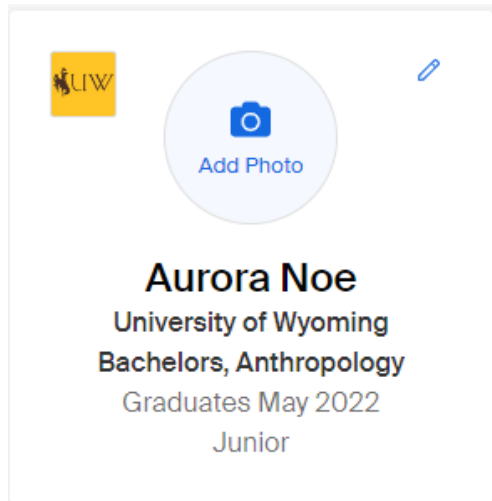 UW
Add Photo
Aurora Noe
University of Wyoming
Bachelors, Anthropology
Graduates May 2022
Junior